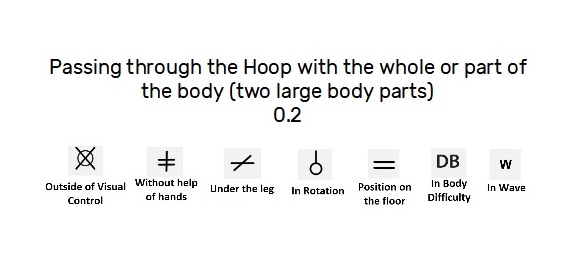 Passing through the Hoop with the whole or part of
the body (two large body parts)
0.2
DB
W
Outside of Visual
Control
Without help
of hands
Under the leg
In Rotation
Position on
the floor
In Body
Difficulty
In Wave